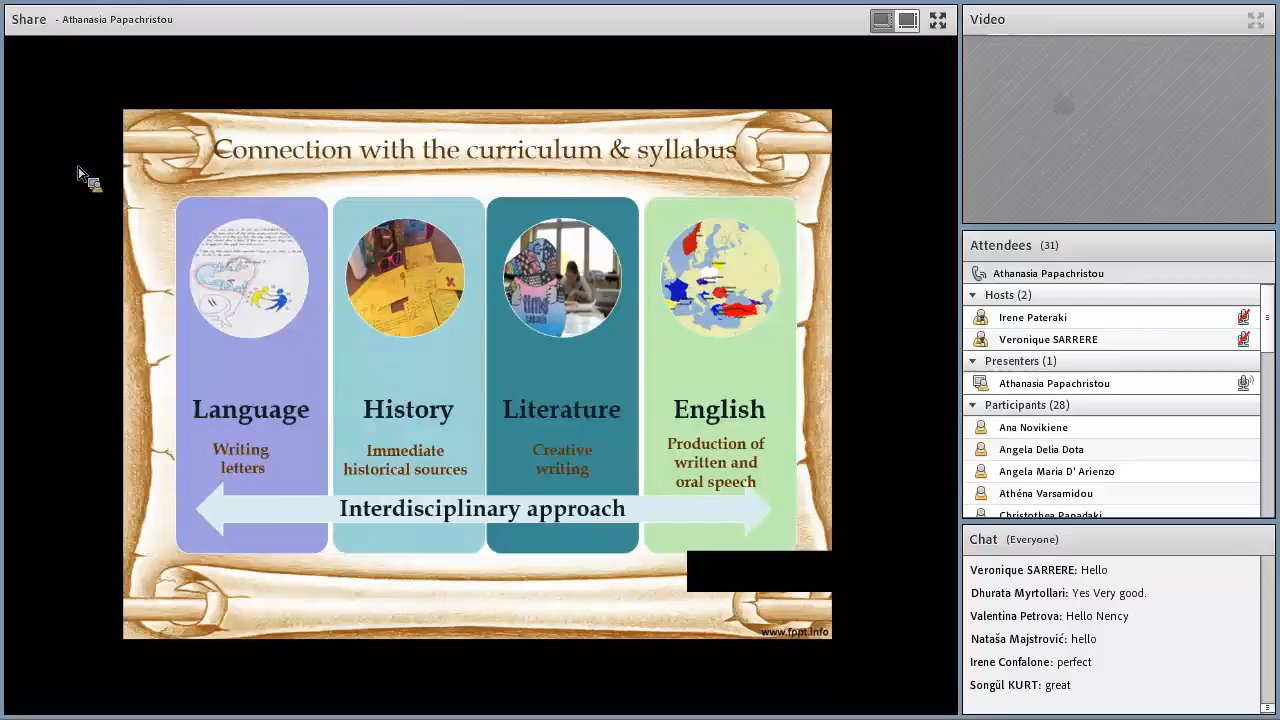 Share - Athanasia Papachristou
Connection with the curriculum & syllabus
Language
Writing
letters
History
Immediate
historical sources
Literature
Creative
writing
English
Production of
written and
oral speech
Interdisciplinary approach
www.fppt.info
Video
Attendees (31)
Athanasia Papachristou
Hosts (2)
Irene Pateraki
Veronique SARRERE
Presenters (1)
Athanasia Papachristou
Participants (28)
Ana Novikiene
Angela Delia Dota
Angela Maria D' Arienzo
Athéna Varsamidou
Christothea Papadaki
Chat (Everyone)
Veronique SARRERE: Hello
Dhurata Myrtollari: Yes Very good.
Valentina Petrova: Hello Nency
Nataša Majstrović: hello
Irene Confalone: perfect
Songül KURT: great